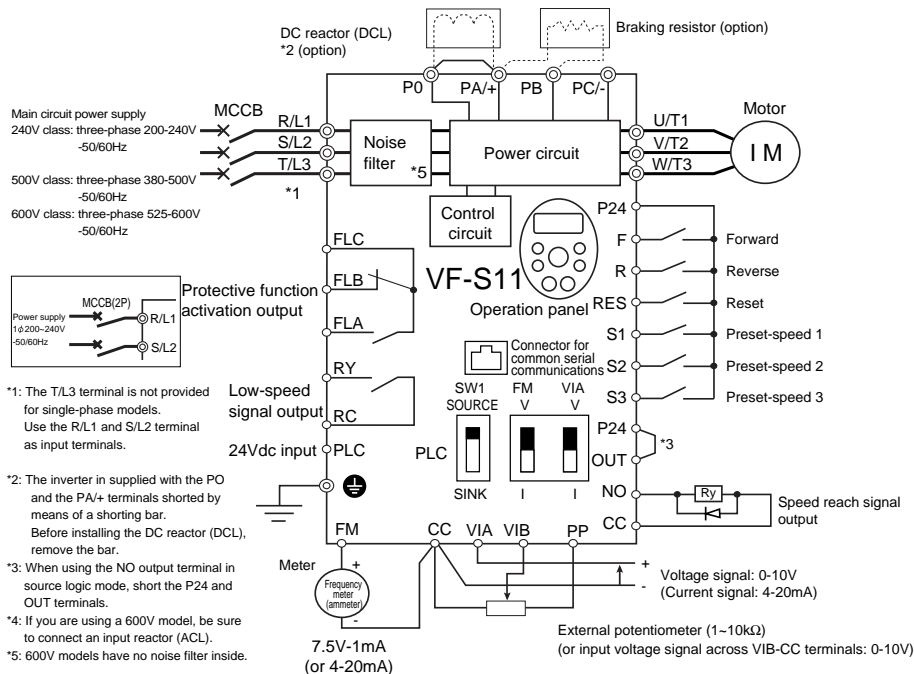 DC reactor (DCL)
*2 (option)
Braking resistor (option)
P0
PA/+
PB
PC/-
Main circuit power supply
240V class: three-phase 200-240V
-50/60Hz
500V class: three-phase 380-500V
-50/60Hz
600V class: three-phase 525-600V
-50/60Hz
MCCB
R/L1
S/L2
T/L3
*1
Noise
filter
*5
Power circuit
Control
circuit
U/T1
V/T2
W/T3
Motor
I M
MCCB(2P)
Power supply
1ϕ200~240V
-50/60Hz
R/L1
S/L2
Protective function
activation output
FLC
FLB
FLA
Low-speed
signal output
RY
RC
24Vdc input
PLC
VF-S11
Operation panel
Connector for
common serial
communications
SW1
SOURCE
PLC
SINK
FM
V
I
VIA
V
I
P24
F
Forward
R
Reverse
RES
Reset
S1
Preset-speed 1
S2
Preset-speed 2
S3
Preset-speed 3
P24
*3
OUT
NO
Ry
CC
Speed reach signal
output
FM
CC
VIA
VIB
PP
Meter
+
Frequency
meter
(ammeter)
-
7.5V-1mA
(or 4-20mA)
+
-
Voltage signal: 0-10V
(Current signal: 4-20mA)
External potentiometer (1~10kΩ)
(or input voltage signal across VIB-CC terminals: 0-10V)
*1: The T/L3 terminal is not provided
for single-phase models.
Use the R/L1 and S/L2 terminal
as input terminals.
*2: The inverter in supplied with the PO
and the PA/+ terminals shorted by
means of a shorting bar.
Before installing the DC reactor (DCL),
remove the bar.
*3: When using the NO output terminal in
source logic mode, short the P24 and
OUT terminals.
*4: If you are using a 600V model, be sure
to connect an input reactor (ACL).
*5: 600V models have no noise filter inside.